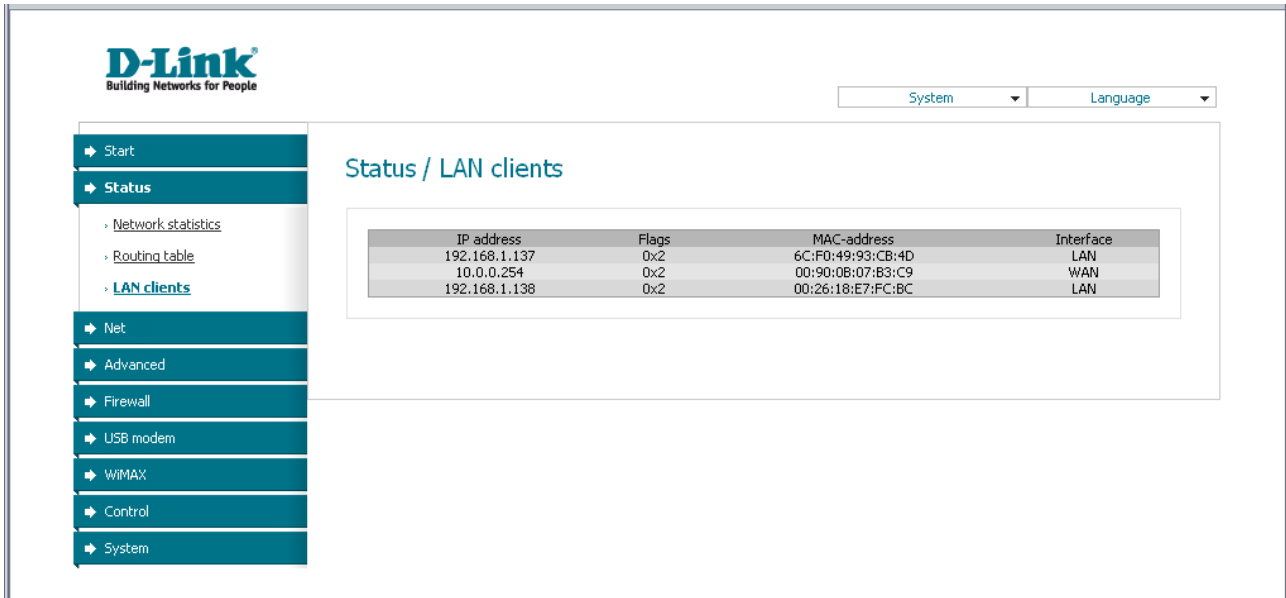 D-Link
Building Networks for People
System Language
Start
Status
Network statistics
Routing table
LAN clients
Net
Advanced
Firewall
USB modem
WiMAX
Control
System
Status / LAN clients
IP address Flags MAC-address Interface
192.168.1.137 0x2 6C:F0:49:93:CB:4D LAN
10.0.0.254 0x2 00:90:0B:07:B3:C9 WAN
192.168.1.138 0x2 00:26:18:E7:FC:BC LAN